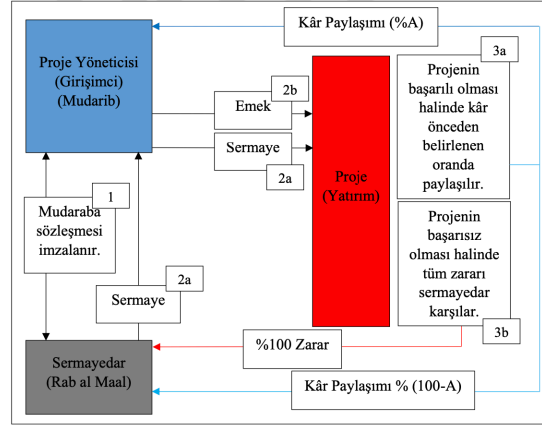 Kâr Paylaşımı (%A)
3a
Proje Yöneticisi
(Girişimci)
(Mudarib)
2b
Emek
Sermaye
2a
Proje
(Yatırım)
Projenin
başarılı olması
halinde kâr
önceden
belirlenen
oranda
paylaşılır.
1
Mudaraba
sözleşmesi
imzalanır.
2a
Sermaye
Projenin
başarısız
olması halinde
tüm zararı
sermayedar
karşılar.
3b
%100 Zarar
Sermayedar
(Rab al Maal)
Kâr Paylaşımı % (100-A)